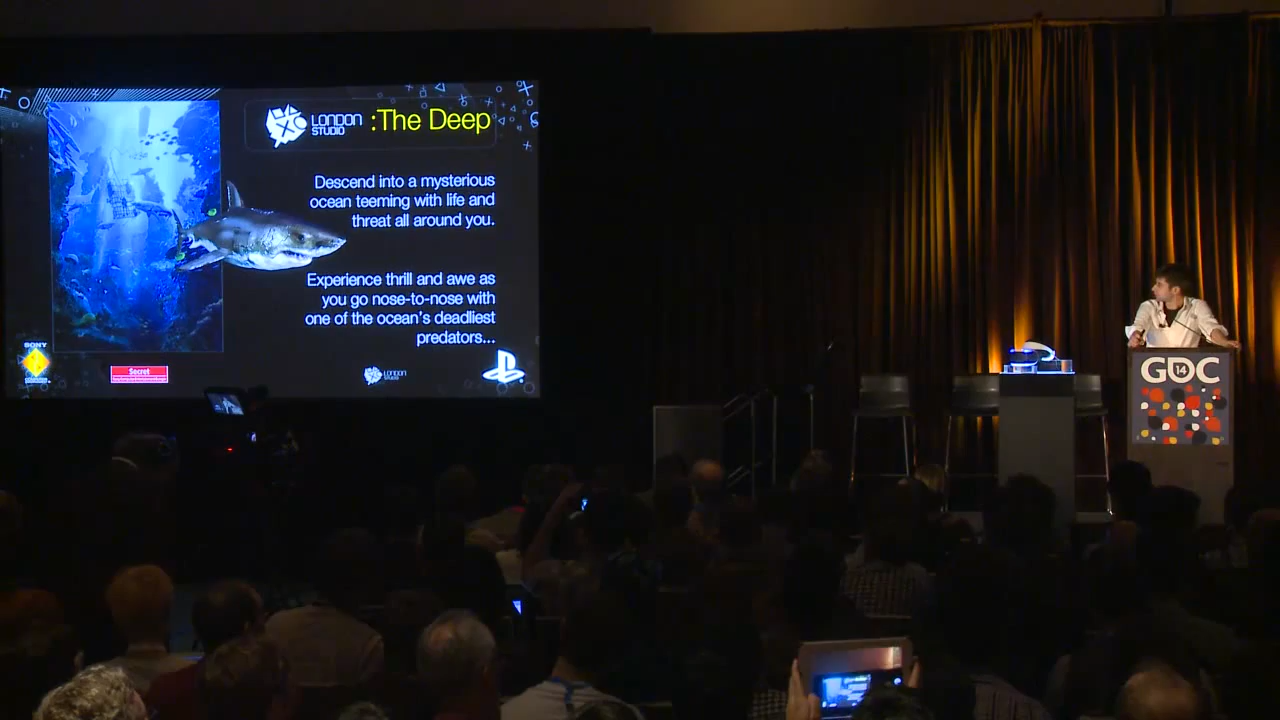 LONDON
STUDIO
:The Deep
Descend into a mysterious
ocean teeming with life and
threat all around you.
Experience thrill and awe as
you go nose-to-nose with
one of the ocean's deadliest
predators...
SONY
Secret
LONDON
STUDIO
GDC
14